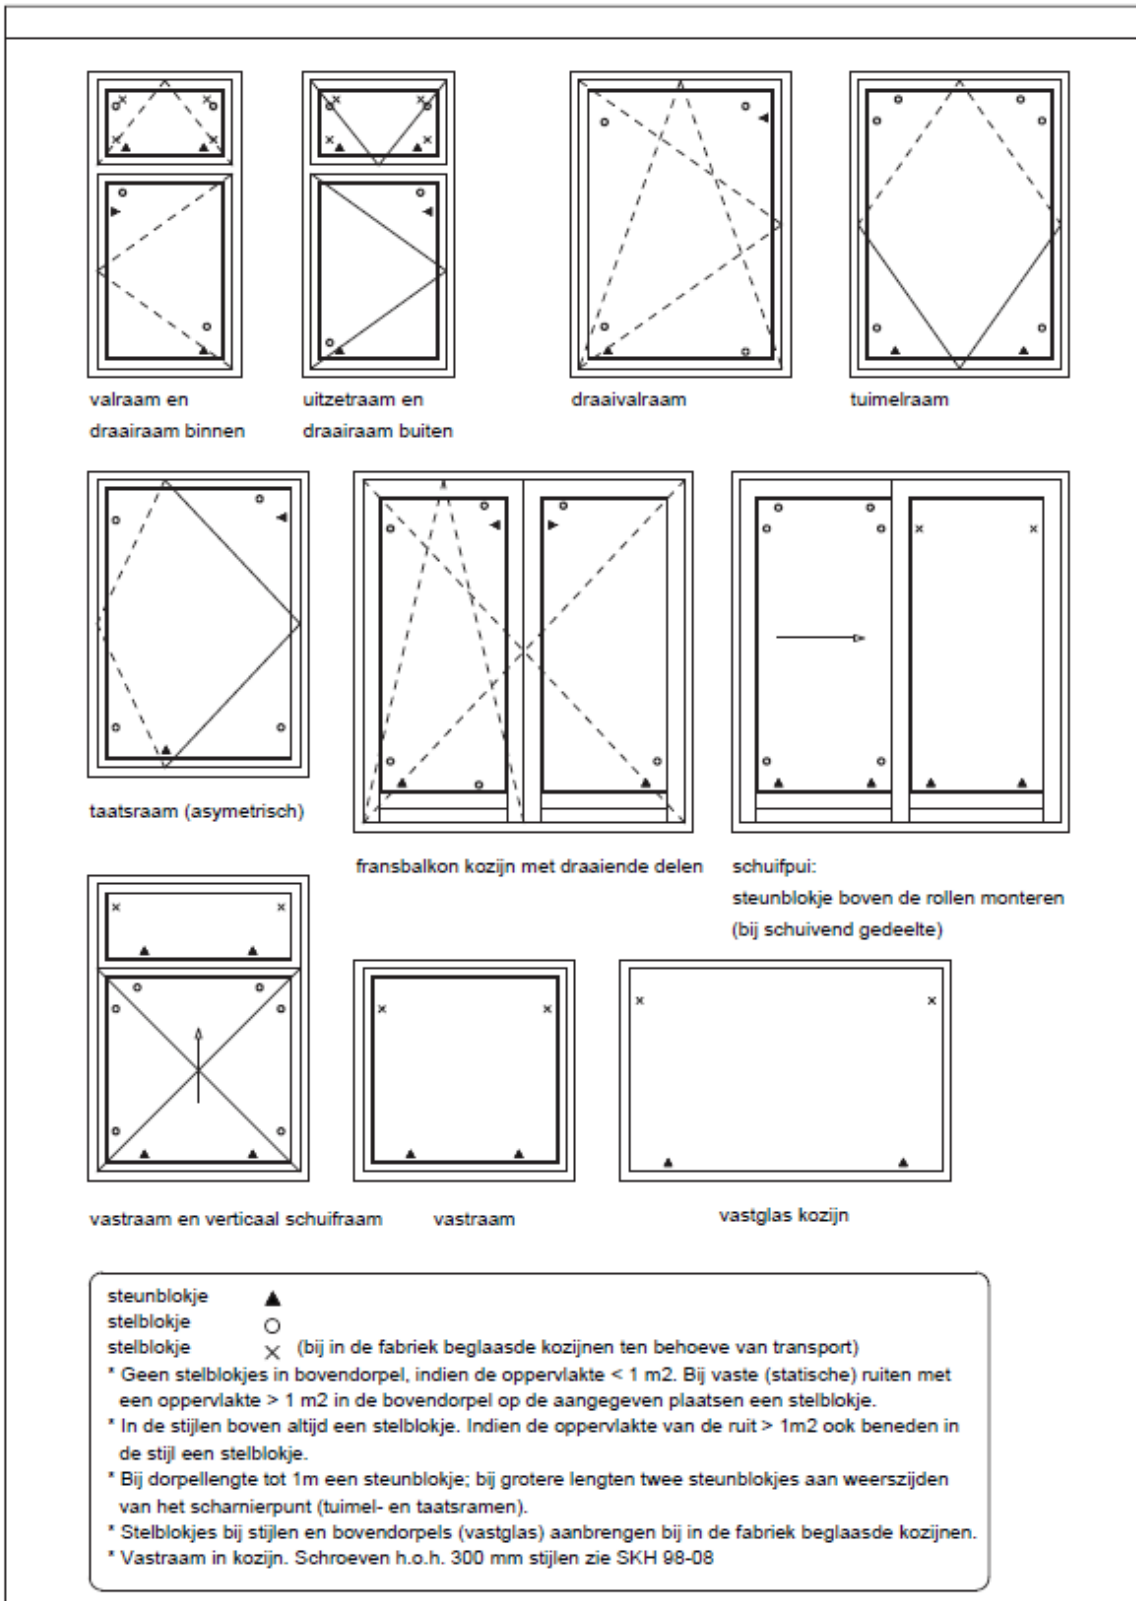 valraam en
draairaam binnen
uitzetraam en
draairaam buiten
draaivalraam
tuimelraam
taatsraam (asymetrisch)
fransbalkon kozijn met draaiende delen
schuifpui:
steunblokje boven de rollen monteren
(bij schuivend gedeelte)
vastraam en verticaal schuifraam
vastraam
vastglas kozijn
steunblokje ▲
stelblokje ○
stelblokje × (bij in de fabriek beglaasde kozijnen ten behoeve van transport)
* Geen stelblokjes in bovendorpel, indien de oppervlakte < 1 m2. Bij vaste (statische) ruiten met
een oppervlakte > 1 m2 in de bovendorpel op de aangegeven plaatsen een stelblokje.
* In de stijlen boven altijd een stelblokje. Indien de oppervlakte van de ruit > 1m2 ook beneden in
de stijl een stelblokje.
* Bij dorpellengte tot 1m een steunblokje; bij grotere lengten twee steunblokjes aan weerszijden
van het scharnierpunt (tuimel- en taatsramen).
* Stelblokjes bij stijlen en bovendorpels (vastglas) aanbrengen bij in de fabriek beglaasde kozijnen.
* Vastraam in kozijn. Schroeven h.o.h. 300 mm stijlen zie SKH 98-08